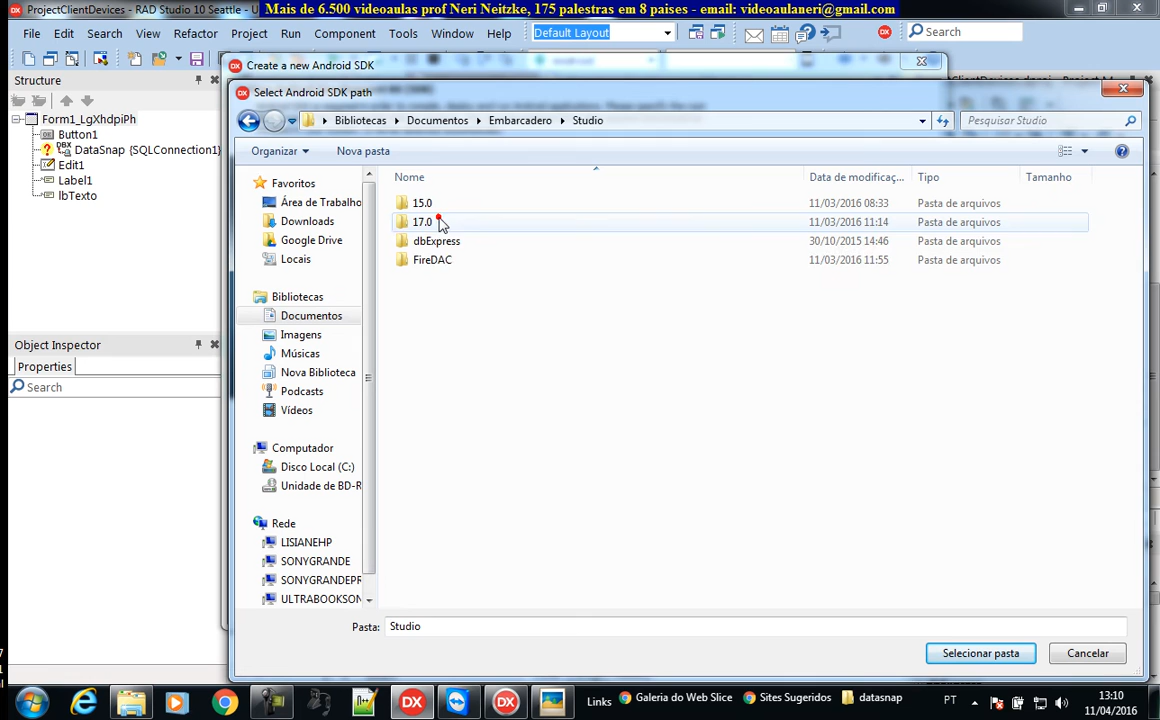 Mais de 6.500 videoaulas prof Neri Neitzke, 175 palestras em 8 paises - email: videoaulaneri@gmail.com
ProjectClientDevices - RAD Studio 10 Seattle -
File Edit Search View Refactor Project Run Component Tools Window Help Default Layout Search
Structure
Form1_LgXhdpiPh
Button1
DataSnap {SQLConnection1}
Edit1
Label1
lbTexto
Object Inspector
Properties
Search
Create a new Android SDK
Select Android SDK path
Bibliotecas Documentos Embarcadero Studio Pesquisar Studio
Organizar Nova pasta
Favoritos
Área de Trabalho
Downloads
Google Drive
Locais
Bibliotecas
Documentos
Imagens
Músicas
Nova Biblioteca
Podcasts
Vídeos
Computador
Disco Local (C:)
Unidade de BD-R
Rede
LISIANEHP
SONYGRANDE
SONYGRANDEPR
ULTRABOOKSON
Nome Data de modificaç... Tipo Tamanho
15.0 11/03/2016 08:33 Pasta de arquivos
17.0 11/03/2016 11:14 Pasta de arquivos
dbExpress 30/10/2015 14:46 Pasta de arquivos
FireDAC 11/03/2016 11:55 Pasta de arquivos
Pasta: Studio
Selecionar pasta Cancelar
Links Galeria do Web Slice Sites Sugeridos datasnap PT 13:10
11/04/2016